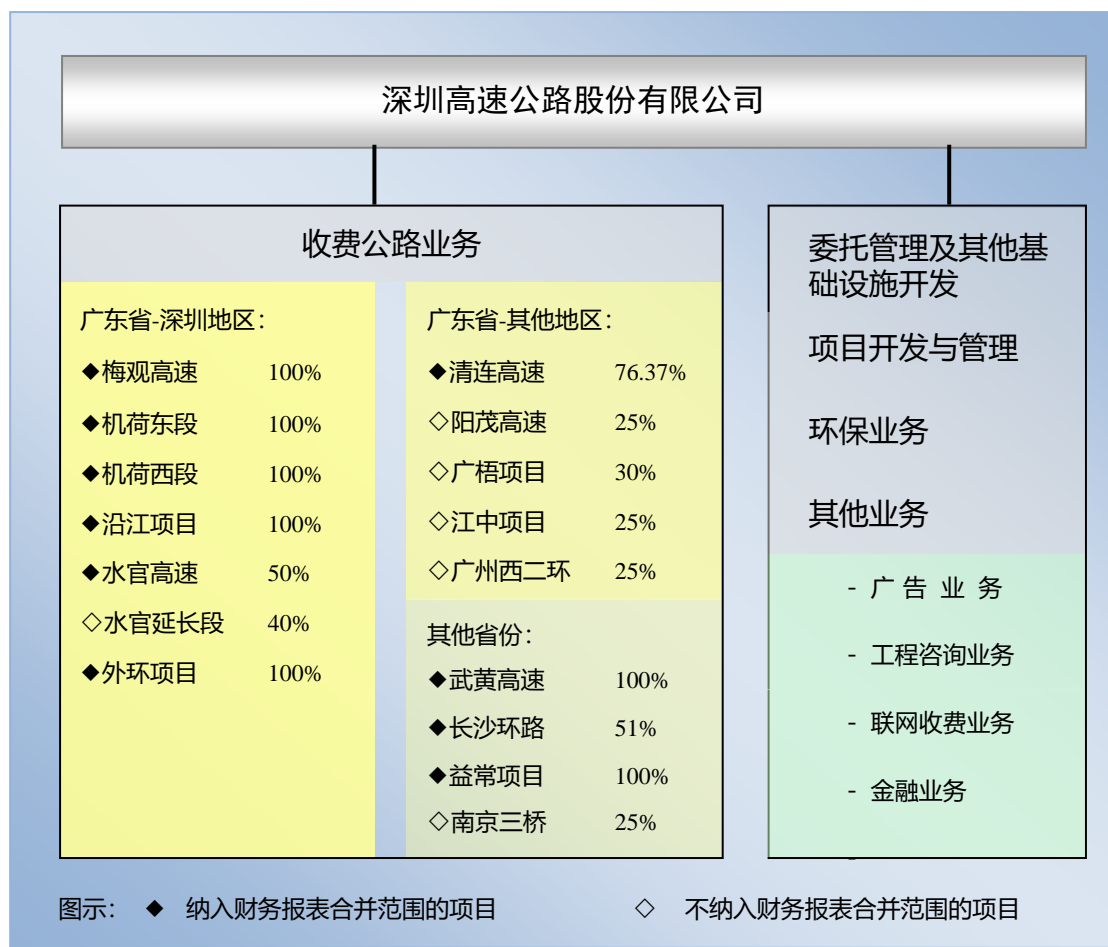 深圳高速公路股份有限公司
收费公路业务
广东省-深圳地区：
◆梅观高速 100%
◆机荷东段 100%
◆机荷西段 100%
◆沿江项目 100%
◆水官高速 50%
◇水官延长段 40%
◆外环项目 100%
广东省-其他地区：
◆清连高速 76.37%
◇阳茂高速 25%
◇广梧项目 30%
◇江中项目 25%
◇广州西二环 25%
其他省份：
◆武黄高速 100%
◆长沙环路 51%
◆益常项目 100%
◇南京三桥 25%
委托管理及其他基
础设施开发
项目开发与管理
环保业务
其他业务
- 广 告 业 务
- 工程咨询业务
- 联网收费业务
- 金融业务
图示： ◆ 纳入财务报表合并范围的项目 ◇ 不纳入财务报表合并范围的项目